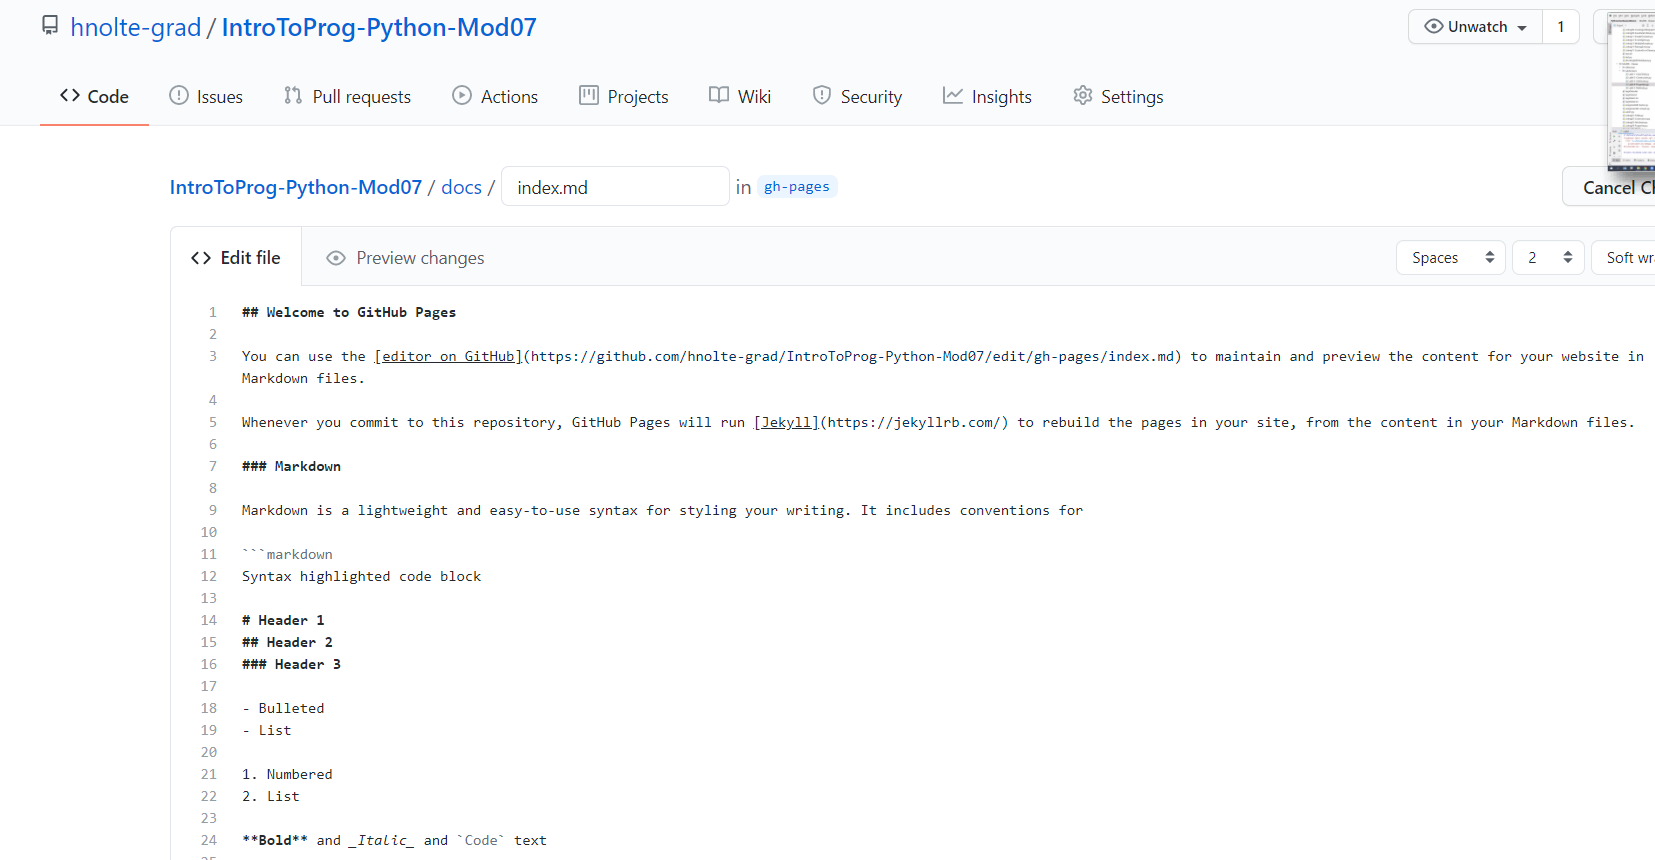 hnolte-grad / IntroToProg-Python-Mod07
Unwatch 1
Code Issues Pull requests Actions Projects Wiki Security Insights Settings
IntroToProg-Python-Mod07 / docs / index.md in gh-pages
Cancel
Edit file Preview changes Spaces 2 Soft
1 ## Welcome to GitHub Pages
2
3 You can use the [editor on GitHub](https://github.com/hnolte-grad/IntroToProg-Python-Mod07/edit/gh-pages/index.md) to maintain and preview the content for your website in
Markdown files.
4
5 Whenever you commit to this repository, GitHub Pages will run [Jekyll](https://jekyllrb.com/) to rebuild the pages in your site, from the content in your Markdown files.
6
7 ### Markdown
8
9 Markdown is a lightweight and easy-to-use syntax for styling your writing. It includes conventions for
10
11 ```markdown
12 Syntax highlighted code block
13
14 # Header 1
15 ## Header 2
16 ### Header 3
17
18 - Bulleted
19 - List
20
21 1. Numbered
22 2. List
23
24 **Bold** and _Italic_ and `Code` text